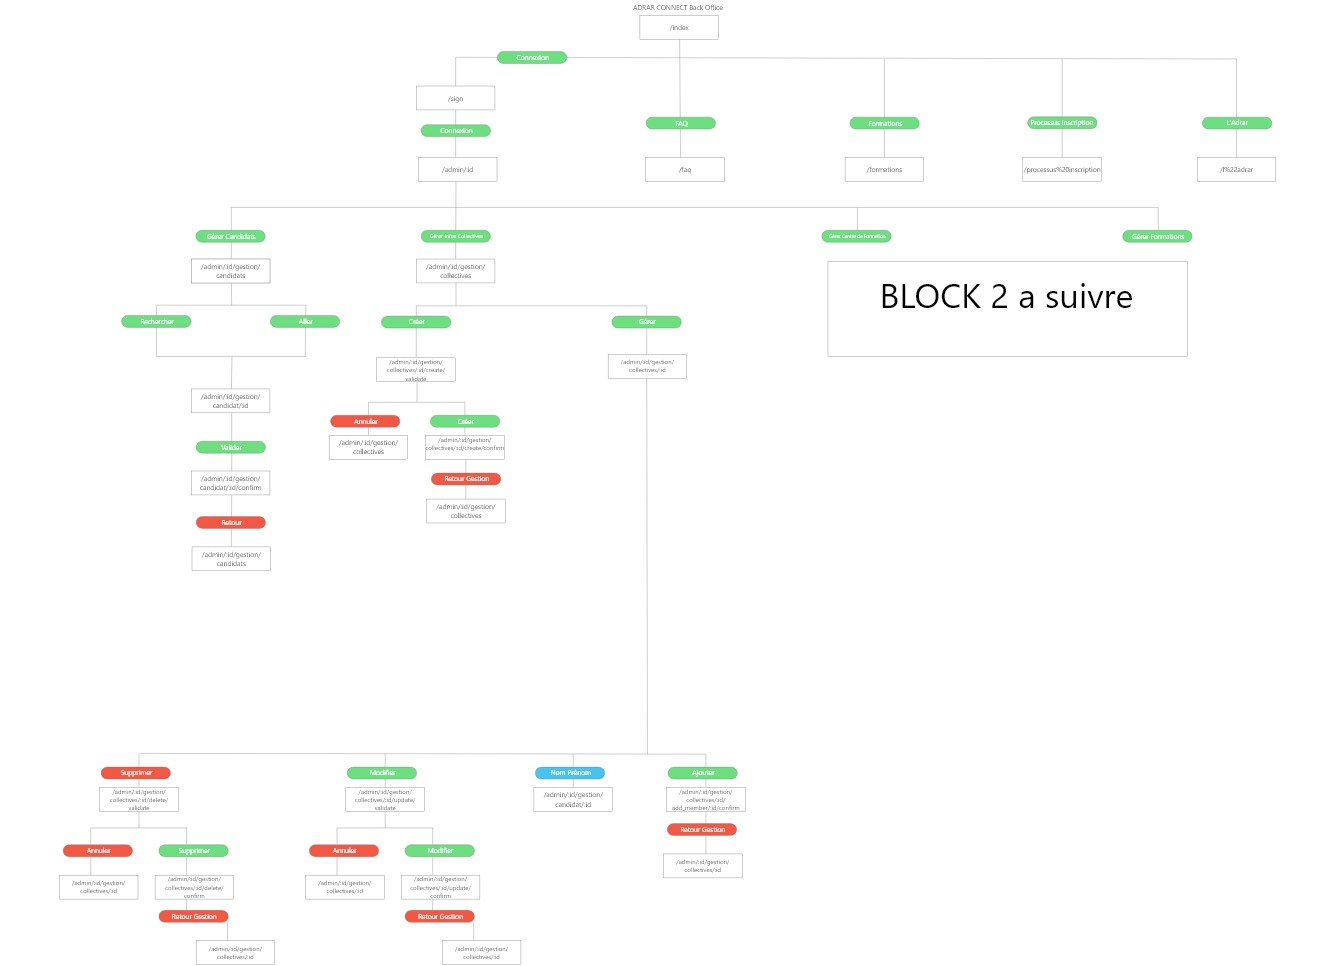 ADRAR CONNECT Back Office
/index
Connexion
/sign
Connexion
FAQ
Formations
Processus Inscription
L'Adrar
/admin/:id
/faq
/formations
/processus%20inscription
/l%22adrar
Gérer Candidats
Gérer Infos Collectives
Gérer Centre de Formation
Gérer Formations
/admin/:id/gestion/
candidats
/admin/:id/gestion/
collectives
BLOCK 2 a suivre
Rechercher
Aller
Créer
Gérer
/admin/:id/gestion/
collectives/:id/create/
validate
/admin/:id/gestion/
collectives/:id
/admin/:id/gestion/
candidat/:id
Annuler
Créer
/admin/:id/gestion/
collectives
/admin/:id/gestion/
collectives/:id/create/confirm
Valider
/admin/:id/gestion/
candidat/:id/confirm
Retour Gestion
/admin/:id/gestion/
collectives
Retour
/admin/:id/gestion/
candidats
Supprimer
Modifier
Nom Prénom
Ajouter
/admin/:id/gestion/
collectives/:id/delete/
validate
/admin/:id/gestion/
collectives/:id/update/
validate
/admin/:id/gestion/
candidat/:id
/admin/:id/gestion/
collectives/:id/
add_member/:id/confirm
Retour Gestion
Annuler
Supprimer
Annuler
Modifier
/admin/:id/gestion/
collectives/:id
/admin/:id/gestion/
collectives/:id
/admin/:id/gestion/
collectives/:id/delete/
confirm
/admin/:id/gestion/
collectives/:id
/admin/:id/gestion/
collectives/:id/update/
confirm
Retour Gestion
Retour Gestion
/admin/:id/gestion/
collectives/:id
/admin/:id/gestion/
collectives/:id